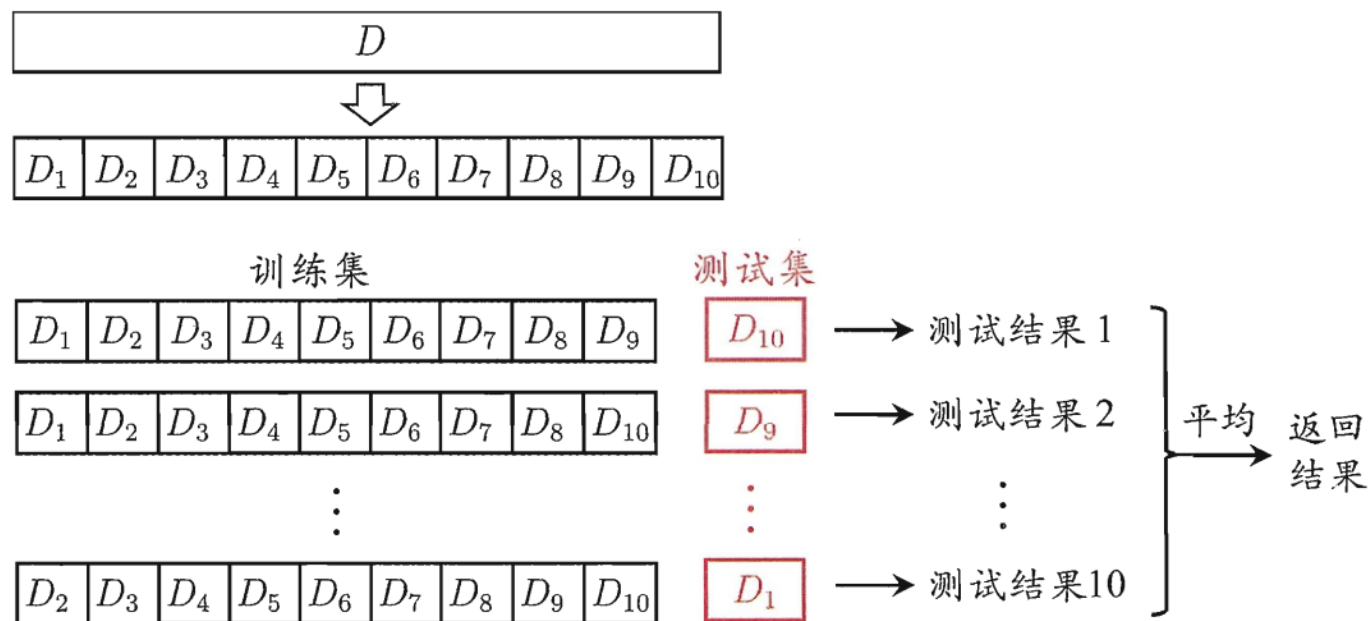 D
D₁ D₂ D₃ D₄ D₅ D₆ D₇ D₈ D₉ D₁₀
训练集 测试集
D₁ D₂ D₃ D₄ D₅ D₆ D₇ D₈ D₉ D₁₀ 测试结果 1
D₁ D₂ D₃ D₄ D₅ D₆ D₇ D₈ D₁₀ D₉ 测试结果 2
平均 返回
结果
⋮ ⋮ ⋮
D₂ D₃ D₄ D₅ D₆ D₇ D₈ D₉ D₁₀ D₁ 测试结果10